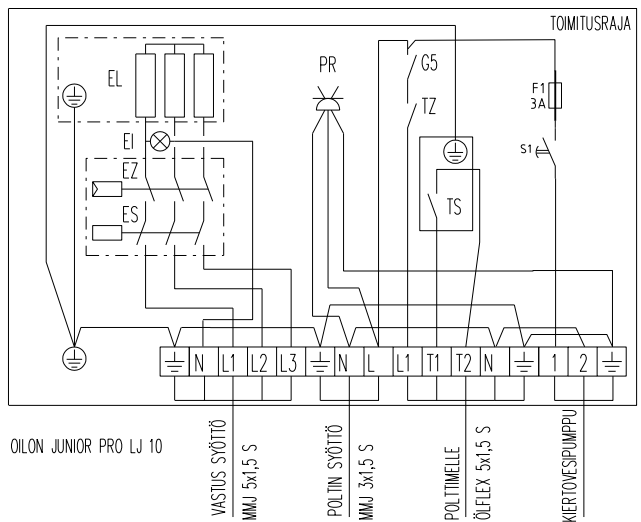 TOIMITUSRAJA
EL
PR
G5
F1
3A
TZ
EI
S1
EZ
TS
ES
N L1 L2 L3 N L L1 T1 T2 N 1 2
OILON JUNIOR PRO LJ 10
VASTUS SYÖTTÖ
MMJ 5x1,5 S
POLTIN SYÖTTÖ
MMJ 3x1,5 S
POLTTIMELLE
ÖLFLEX 5x1,5 S
KIERTOVESIPUMPPU